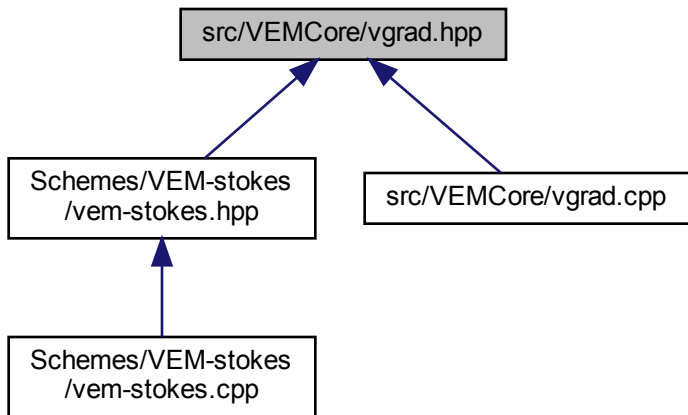 src/VEMCore/vgrad.hpp
Schemes/VEM-stokes
/vem-stokes.hpp
src/VEMCore/vgrad.cpp
Schemes/VEM-stokes
/vem-stokes.cpp